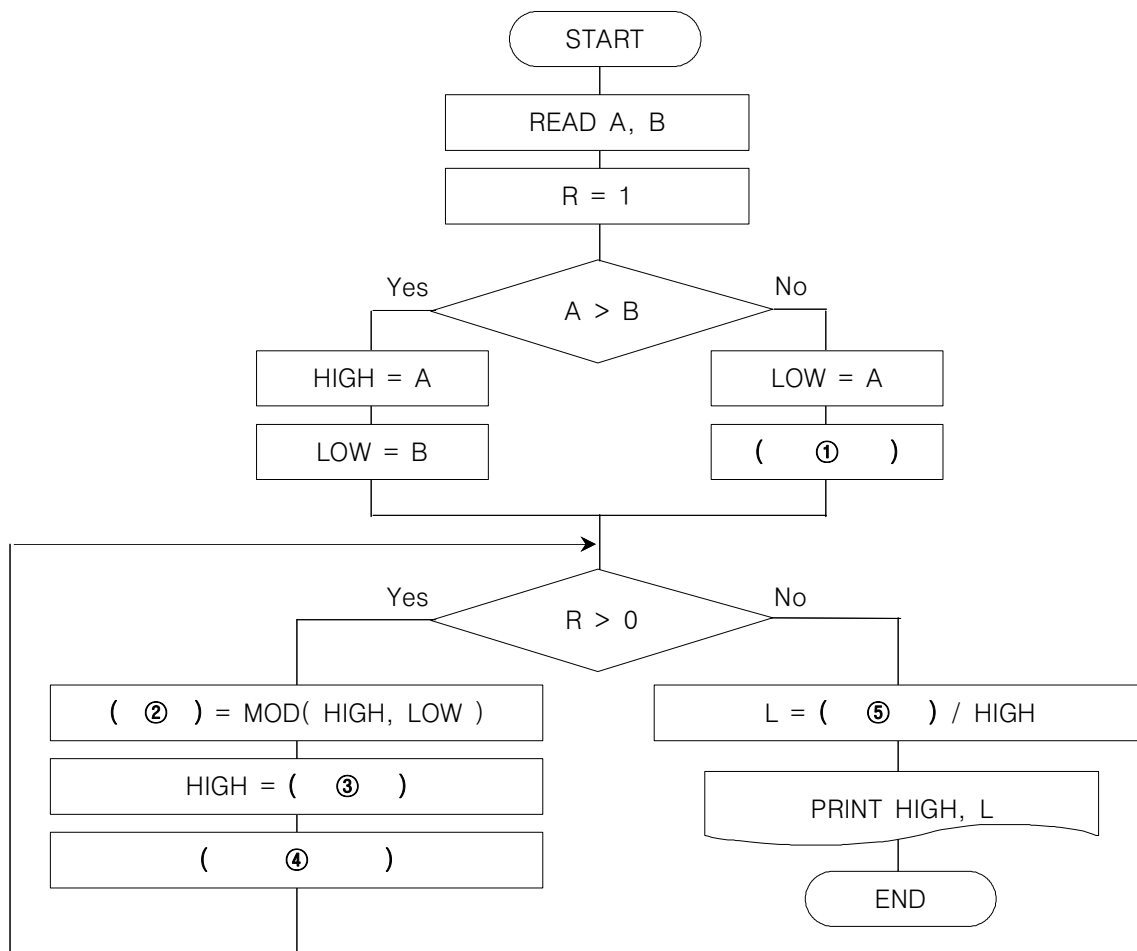 START
READ A, B
R = 1
A > B
Yes
No
HIGH = A
LOW = B
LOW = A
( ① )
R > 0
Yes
No
( ② ) = MOD( HIGH, LOW )
HIGH = ( ③ )
( ④ )
L = ( ⑤ ) / HIGH
PRINT HIGH, L
END